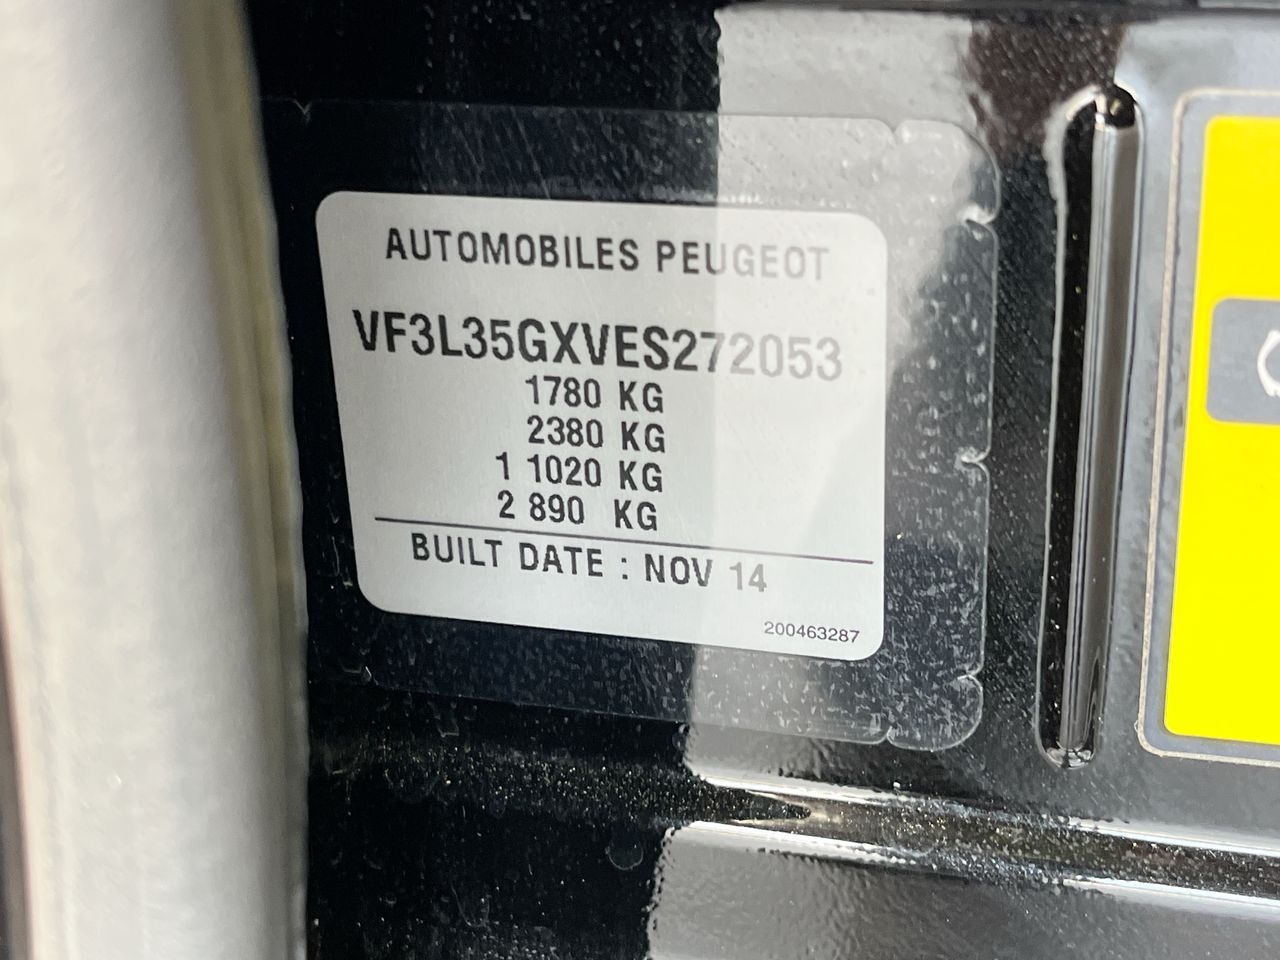 AUTOMOBILES PEUGEOT
VF3L35GXVES272053
1780 KG
2380 KG
1 1020 KG
2 890 KG
BUILT DATE : NOV 14
200463287